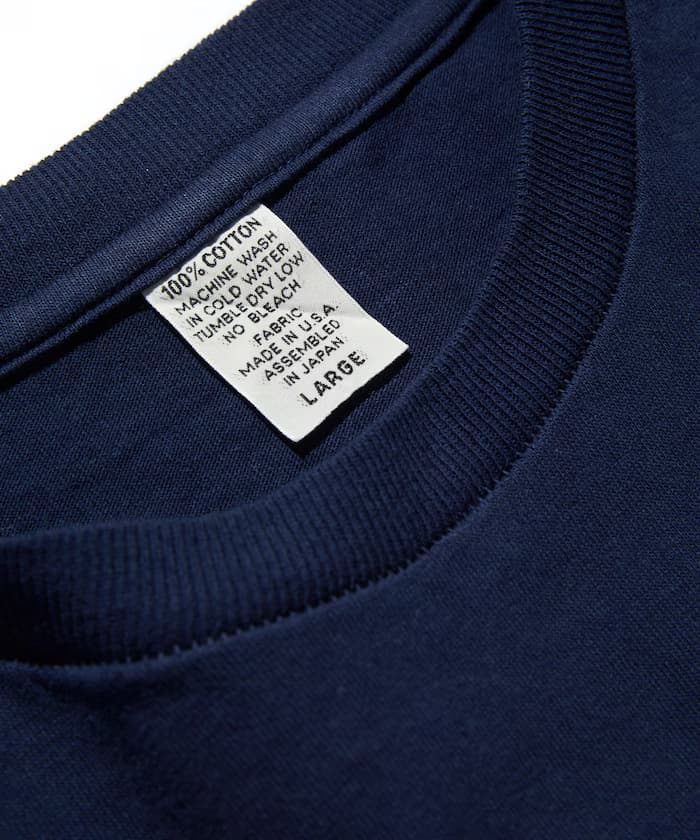 100% COTTON
MACHINE WASH
IN COLD WATER
TUMBLE DRY LOW
NO BLEACH
FABRIC
MADE IN U.S.A.
ASSEMBLED
IN JAPAN
LARGE